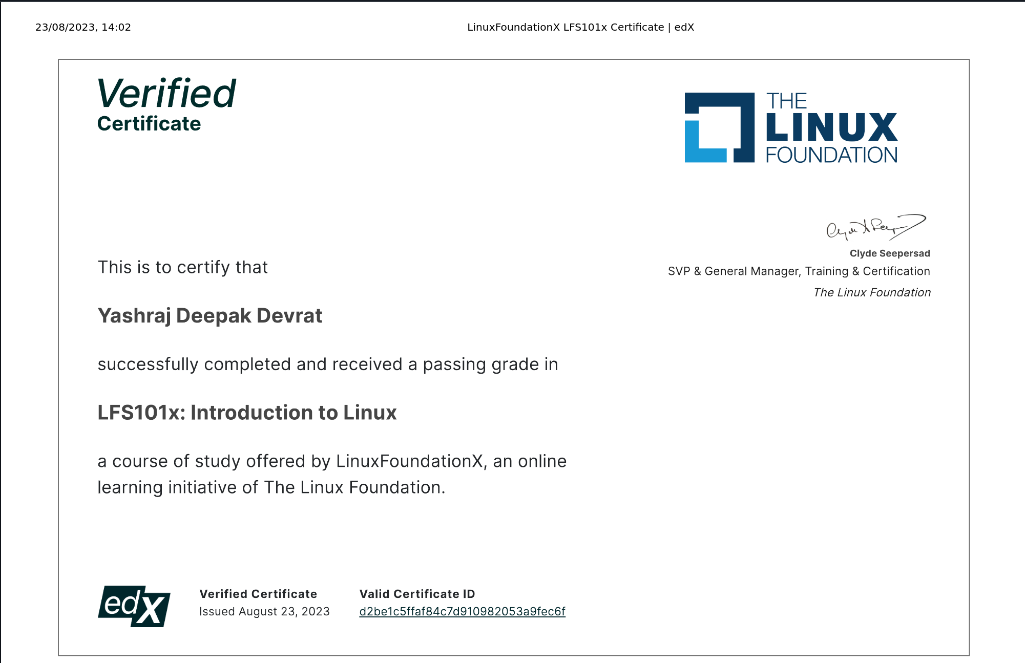 23/08/2023, 14:02
LinuxFoundationX LFS101x Certificate | edX
Verified
Certificate
THE
LINUX
FOUNDATION
Clyde Seepersad
SVP & General Manager, Training & Certification
The Linux Foundation
This is to certify that
Yashraj Deepak Devrat
successfully completed and received a passing grade in
LFS101x: Introduction to Linux
a course of study offered by LinuxFoundationX, an online
learning initiative of The Linux Foundation.
edX
Verified Certificate
Issued August 23, 2023
Valid Certificate ID
d2be1c5ffaf84c7d910982053a9fec6f